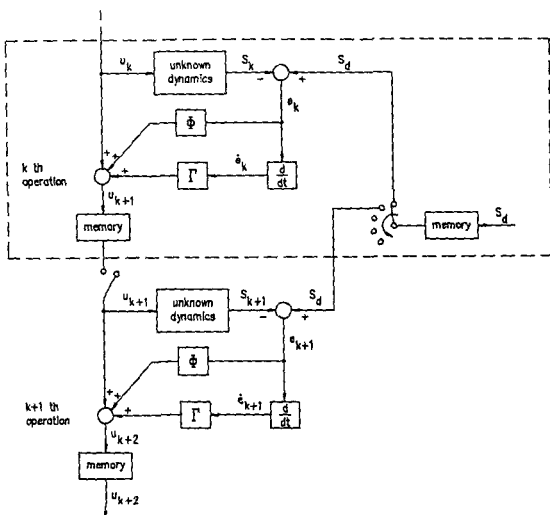 u_k
unknown dynamics
S_k
S_d
-
+
e_k
Φ
+
+
+
k th operation
Γ
ė_k
d/dt
u_{k+1}
memory
memory
S_d
u_{k+1}
unknown dynamics
S_{k+1}
S_d
-
+
e_{k+1}
Φ
+
+
+
k+1 th operation
Γ
ė_{k+1}
d/dt
u_{k+2}
memory
u_{k+2}